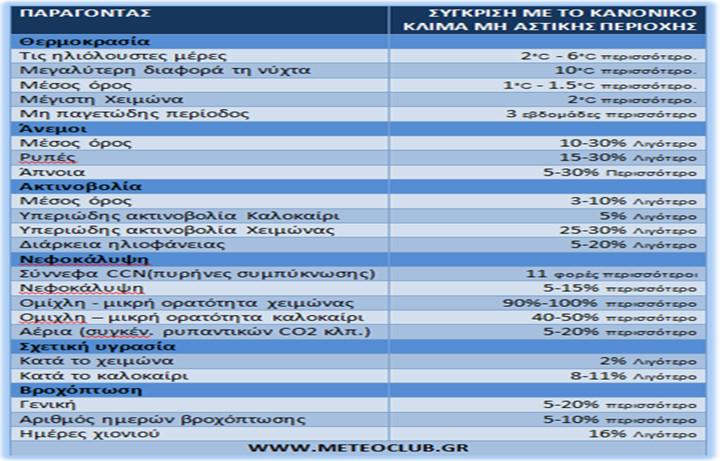 ΠΑΡΑΓΟΝΤΑΣ ΣΥΓΚΡΙΣΗ ΜΕ ΤΟ ΚΑΝΟΝΙΚΟ ΚΛΙΜΑ ΜΗ ΑΣΤΙΚΗΣ ΠΕΡΙΟΧΗΣ
Θερμοκρασία
Τις ηλιόλουστες μέρες 2°C - 6°C περισσότερο.
Μεγαλύτερη διαφορά τη νύχτα 10°C περισσότερο.
Μέσος όρος 1°C - 1.5°C περισσότερο.
Μέγιστη Χειμώνα 2°C περισσότερο.
Μη παγετώδης περίοδος 3 εβδομάδες περισσότερο
Άνεμοι
Μέσος όρος 10-30% Λιγότερο
Ρυπές 15-30% Λιγότερο
Άπνοια 5-30% Περισσότερο
Ακτινοβολία
Μέσος όρος 3-10% Λιγότερο
Υπεριώδης ακτινοβολία Καλοκαίρι 5% Λιγότερο
Υπεριώδης ακτινοβολία Χειμώνας 25-30% Λιγότερο
Διάρκεια ηλιοφάνειας 5-20% Λιγότερο
Νεφοκάλυψη
Σύννεφα CCN(πυρήνες συμπύκνωσης) 11 φορές περισσότεροι
Νεφοκάλυψη 5-15% περισσότερο
Ομίχλη - μικρή ορατότητα χειμώνας 90%-100% περισσότερο
Ομιχλη – μικρή ορατότητα καλοκαίρι 40-50% περισσότερο
Αέρια (συγκέν. ρυπαντικών CO2 κλπ.) 5-20% περισσότερο
Σχετική υγρασία
Κατά το χειμώνα 2% Λιγότερο
Κατά το καλοκαίρι 8-11% Λιγότερο
Βροχόπτωση
Γενική 5-20% περισσότερο
Αριθμός ημερών βροχόπτωσης 5-10% περισσότερο
Ημέρες χιονιού 16% Λιγότερο
WWW.METEOCLUB.GR